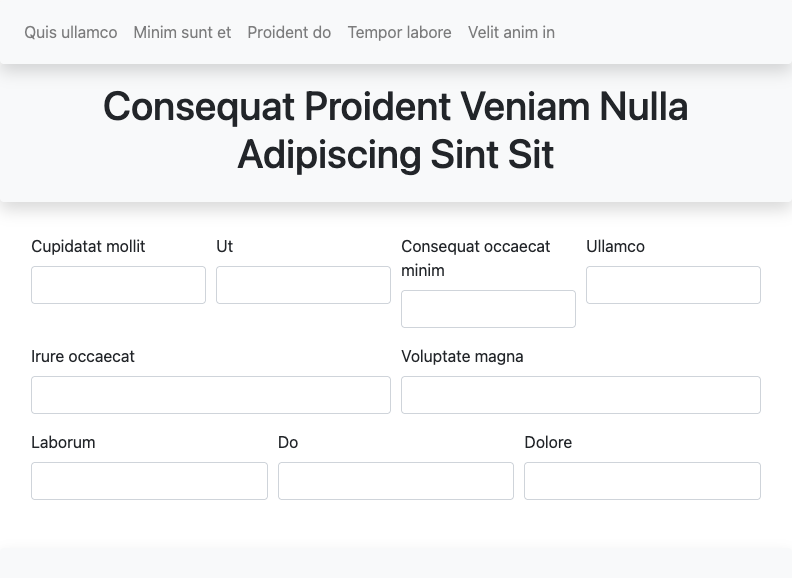 Quis ullamco Minim sunt et Proident do Tempor labore Velit anim in
Consequat Proident Veniam Nulla
Adipiscing Sint Sit
Cupidatat mollit
Ut
Consequat occaecat
minim
Ullamco
Irure occaecat
Voluptate magna
Laborum
Do
Dolore